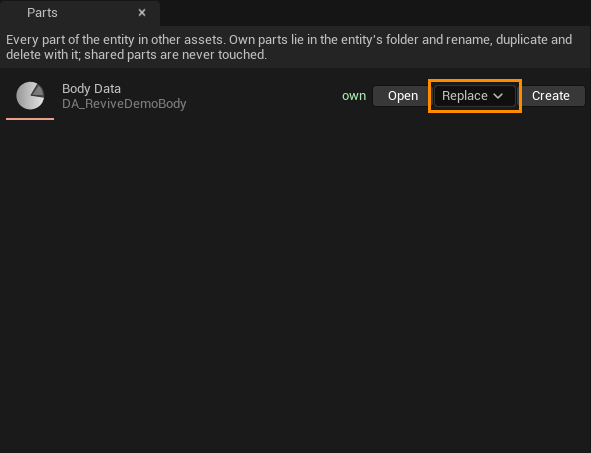 Parts
Every part of the entity in other assets. Own parts lie in the entity's folder and rename, duplicate and
delete with it; shared parts are never touched.
Body Data
DA_ReviveDemoBody
own Open Replace Create